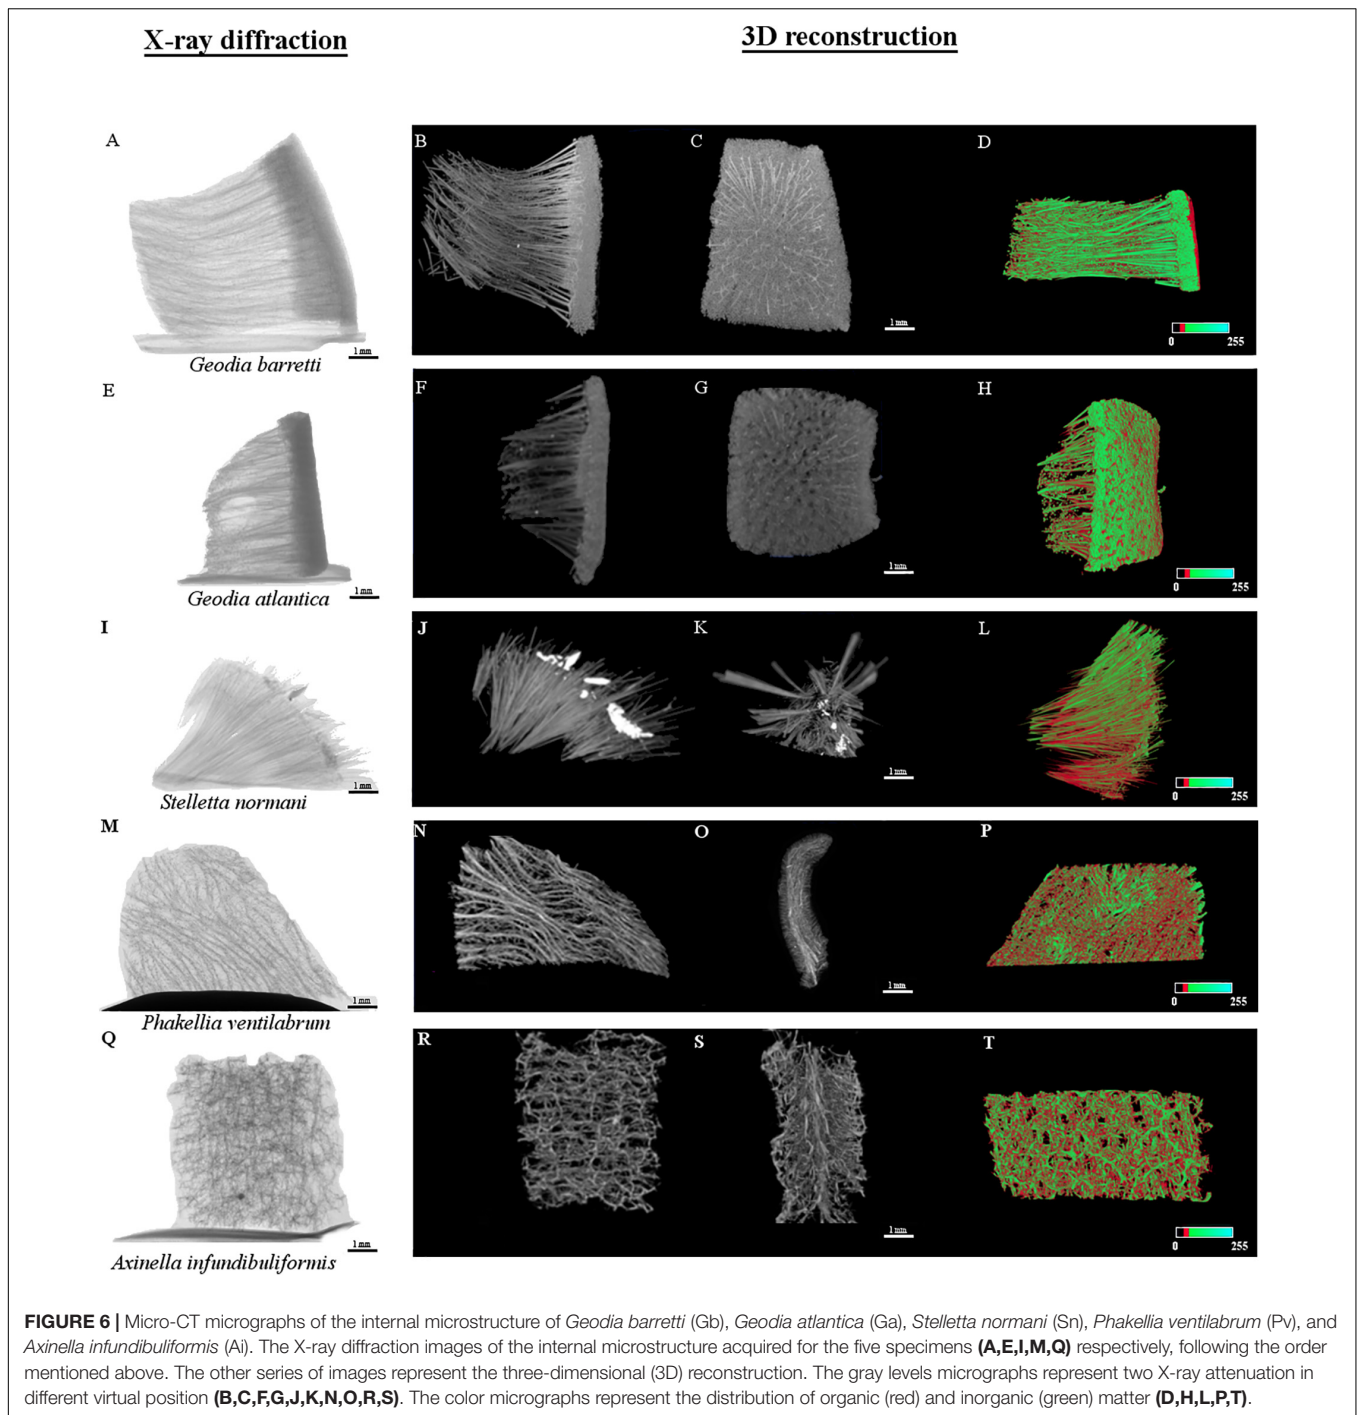 X-ray diffraction
3D reconstruction
A
B
C
D
1 mm
1 mm
0
255
Geodia barretti
E
F
G
H
1 mm
1 mm
0
255
Geodia atlantica
I
J
K
L
1 mm
1 mm
0
255
Stelletta normani
M
N
O
P
1 mm
1 mm
0
255
Phakellia ventilabrum
Q
R
S
T
1 mm
1 mm
0
255
Axinella infundibuliformis
FIGURE 6 | Micro-CT micrographs of the internal microstructure of Geodia barretti (Gb), Geodia atlantica (Ga), Stelletta normani (Sn), Phakellia ventilabrum (Pv), and
Axinella infundibuliformis (Ai). The X-ray diffraction images of the internal microstructure acquired for the five specimens (A,E,I,M,Q) respectively, following the order
mentioned above. The other series of images represent the three-dimensional (3D) reconstruction. The gray levels micrographs represent two X-ray attenuation in
different virtual position (B,C,F,G,J,K,N,O,R,S). The color micrographs represent the distribution of organic (red) and inorganic (green) matter (D,H,L,P,T).